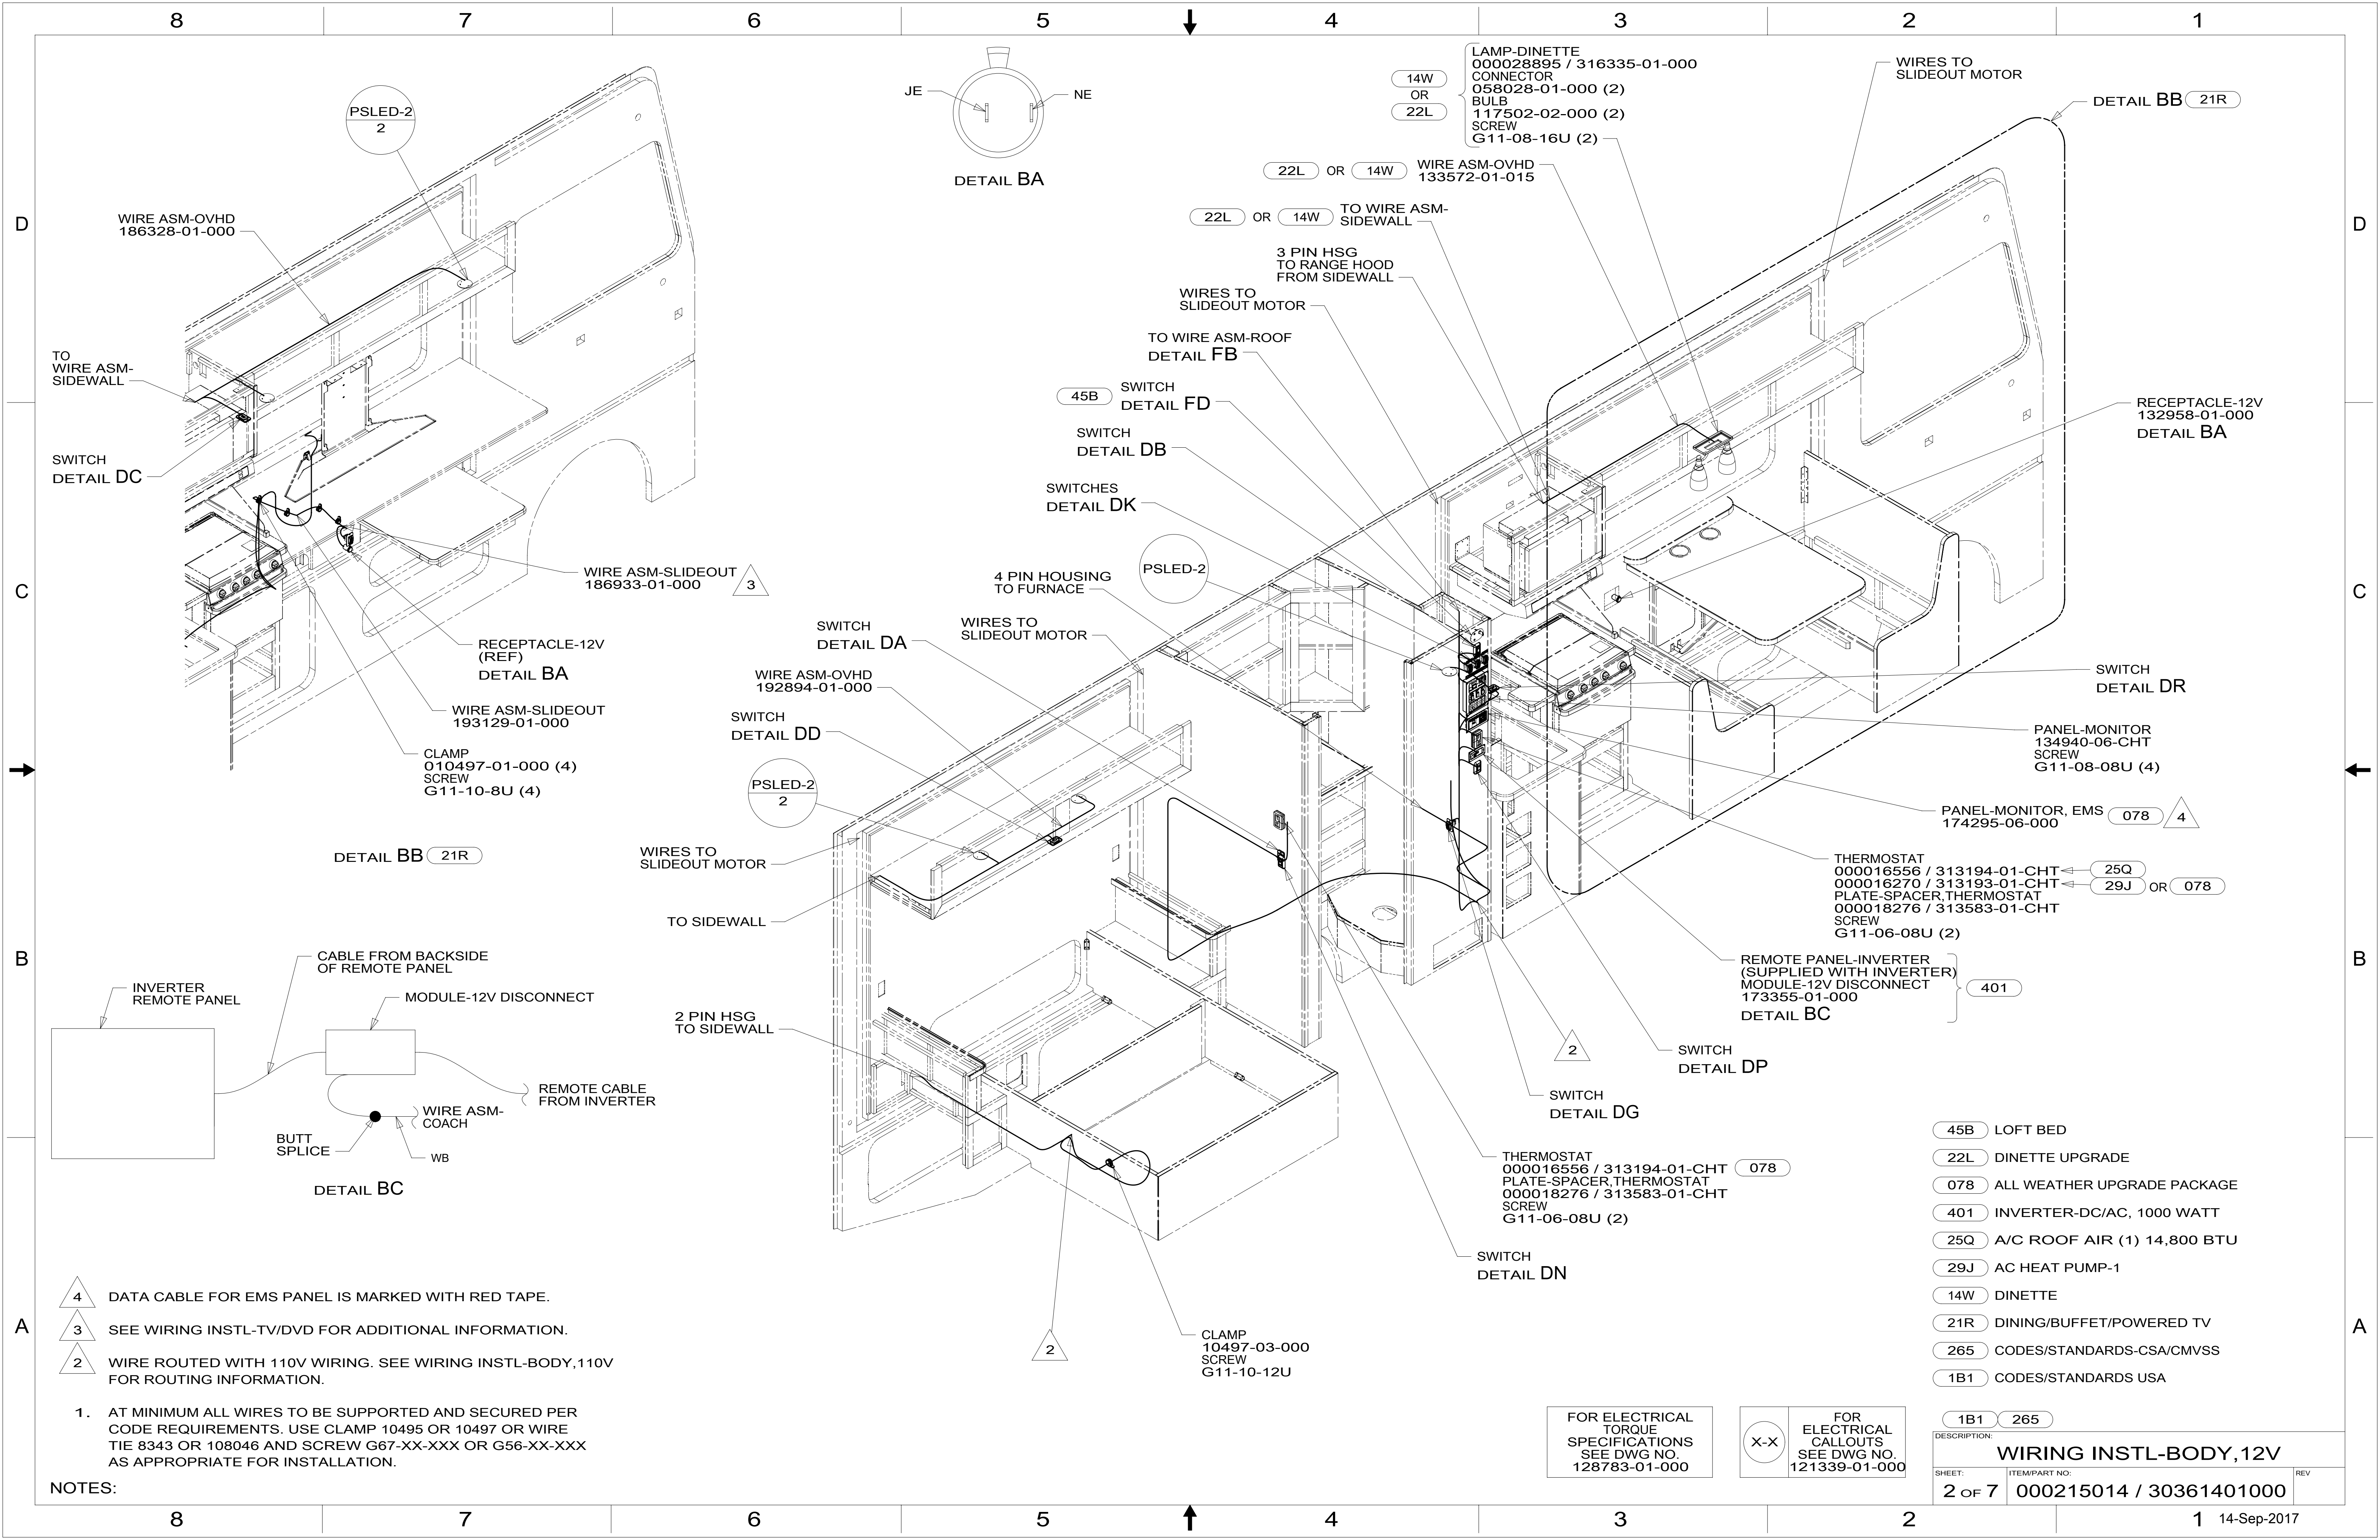 8 7 6 5 4 3 2 1
D
C
B
A
PSLED-2
2
WIRE ASM-OVHD
186328-01-000
TO
WIRE ASM-
SIDEWALL
SWITCH
DETAIL DC
WIRE ASM-SLIDEOUT
186933-01-000
3
RECEPTACLE-12V
(REF)
DETAIL BA
WIRE ASM-SLIDEOUT
193129-01-000
CLAMP
010497-01-000 (4)
SCREW
G11-10-8U (4)
DETAIL BB 21R
JE
NE
DETAIL BA
14W
OR
22L
LAMP-DINETTE
000028895 / 316335-01-000
CONNECTOR
058028-01-000 (2)
BULB
117502-02-000 (2)
SCREW
G11-08-16U (2)
22L OR 14W
WIRE ASM-OVHD
133572-01-015
22L OR 14W
TO WIRE ASM-
SIDEWALL
3 PIN HSG
TO RANGE HOOD
FROM SIDEWALL
WIRES TO
SLIDEOUT MOTOR
TO WIRE ASM-ROOF
DETAIL FB
45B
SWITCH
DETAIL FD
SWITCH
DETAIL DB
SWITCHES
DETAIL DK
PSLED-2
4 PIN HOUSING
TO FURNACE
WIRES TO
SLIDEOUT MOTOR
SWITCH
DETAIL DA
WIRE ASM-OVHD
192894-01-000
SWITCH
DETAIL DD
PSLED-2
2
WIRES TO
SLIDEOUT MOTOR
TO SIDEWALL
2 PIN HSG
TO SIDEWALL
WIRES TO
SLIDEOUT MOTOR
DETAIL BB 21R
RECEPTACLE-12V
132958-01-000
DETAIL BA
SWITCH
DETAIL DR
PANEL-MONITOR
134940-06-CHT
SCREW
G11-08-08U (4)
PANEL-MONITOR, EMS
174295-06-000
078
4
THERMOSTAT
000016556 / 313194-01-CHT 25Q
000016270 / 313193-01-CHT 29J OR 078
PLATE-SPACER,THERMOSTAT
000018276 / 313583-01-CHT
SCREW
G11-06-08U (2)
REMOTE PANEL-INVERTER
(SUPPLIED WITH INVERTER)
MODULE-12V DISCONNECT
173355-01-000
DETAIL BC
401
2
SWITCH
DETAIL DP
SWITCH
DETAIL DG
THERMOSTAT
000016556 / 313194-01-CHT 078
PLATE-SPACER,THERMOSTAT
000018276 / 313583-01-CHT
SCREW
G11-06-08U (2)
SWITCH
DETAIL DN
CLAMP
10497-03-000
SCREW
G11-10-12U
2
INVERTER
REMOTE PANEL
CABLE FROM BACKSIDE
OF REMOTE PANEL
MODULE-12V DISCONNECT
REMOTE CABLE
FROM INVERTER
WIRE ASM-
COACH
BUTT
SPLICE
WB
DETAIL BC
4 DATA CABLE FOR EMS PANEL IS MARKED WITH RED TAPE.
3 SEE WIRING INSTL-TV/DVD FOR ADDITIONAL INFORMATION.
2 WIRE ROUTED WITH 110V WIRING. SEE WIRING INSTL-BODY,110V
FOR ROUTING INFORMATION.
1. AT MINIMUM ALL WIRES TO BE SUPPORTED AND SECURED PER
CODE REQUIREMENTS. USE CLAMP 10495 OR 10497 OR WIRE
TIE 8343 OR 108046 AND SCREW G67-XX-XXX OR G56-XX-XXX
AS APPROPRIATE FOR INSTALLATION.
NOTES:
45B LOFT BED
22L DINETTE UPGRADE
078 ALL WEATHER UPGRADE PACKAGE
401 INVERTER-DC/AC, 1000 WATT
25Q A/C ROOF AIR (1) 14,800 BTU
29J AC HEAT PUMP-1
14W DINETTE
21R DINING/BUFFET/POWERED TV
265 CODES/STANDARDS-CSA/CMVSS
1B1 CODES/STANDARDS USA
1B1 265
FOR ELECTRICAL
TORQUE
SPECIFICATIONS
SEE DWG NO.
128783-01-000
X-X
FOR
ELECTRICAL
CALLOUTS
SEE DWG NO.
121339-01-000
DESCRIPTION:
WIRING INSTL-BODY,12V
SHEET:
2 OF 7
ITEM/PART NO:
000215014 / 30361401000
REV
D
C
B
A
8 7 6 5 4 3 2 1
14-Sep-2017